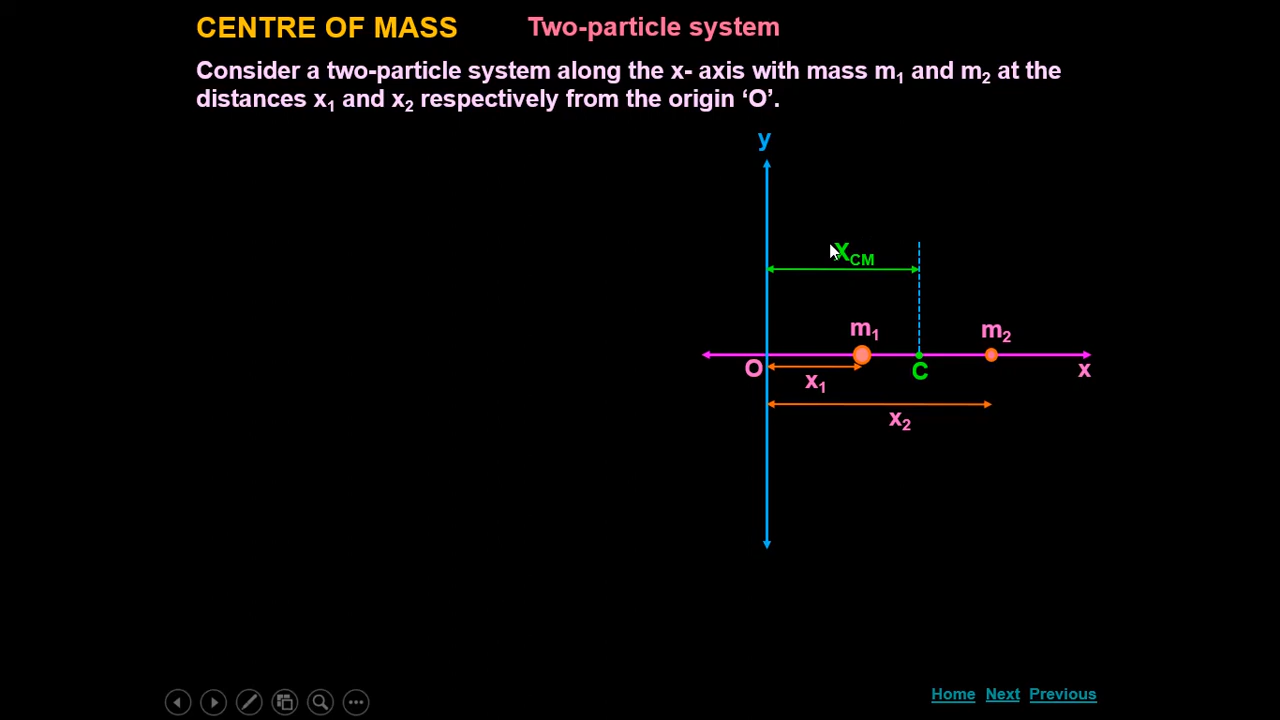 CENTRE OF MASS Two-particle system
Consider a two-particle system along the x- axis with mass m₁ and m₂ at the
distances x₁ and x₂ respectively from the origin ‘O’.
y
X_CM
m₁ m₂
O C x
x₁
x₂
Home Next Previous